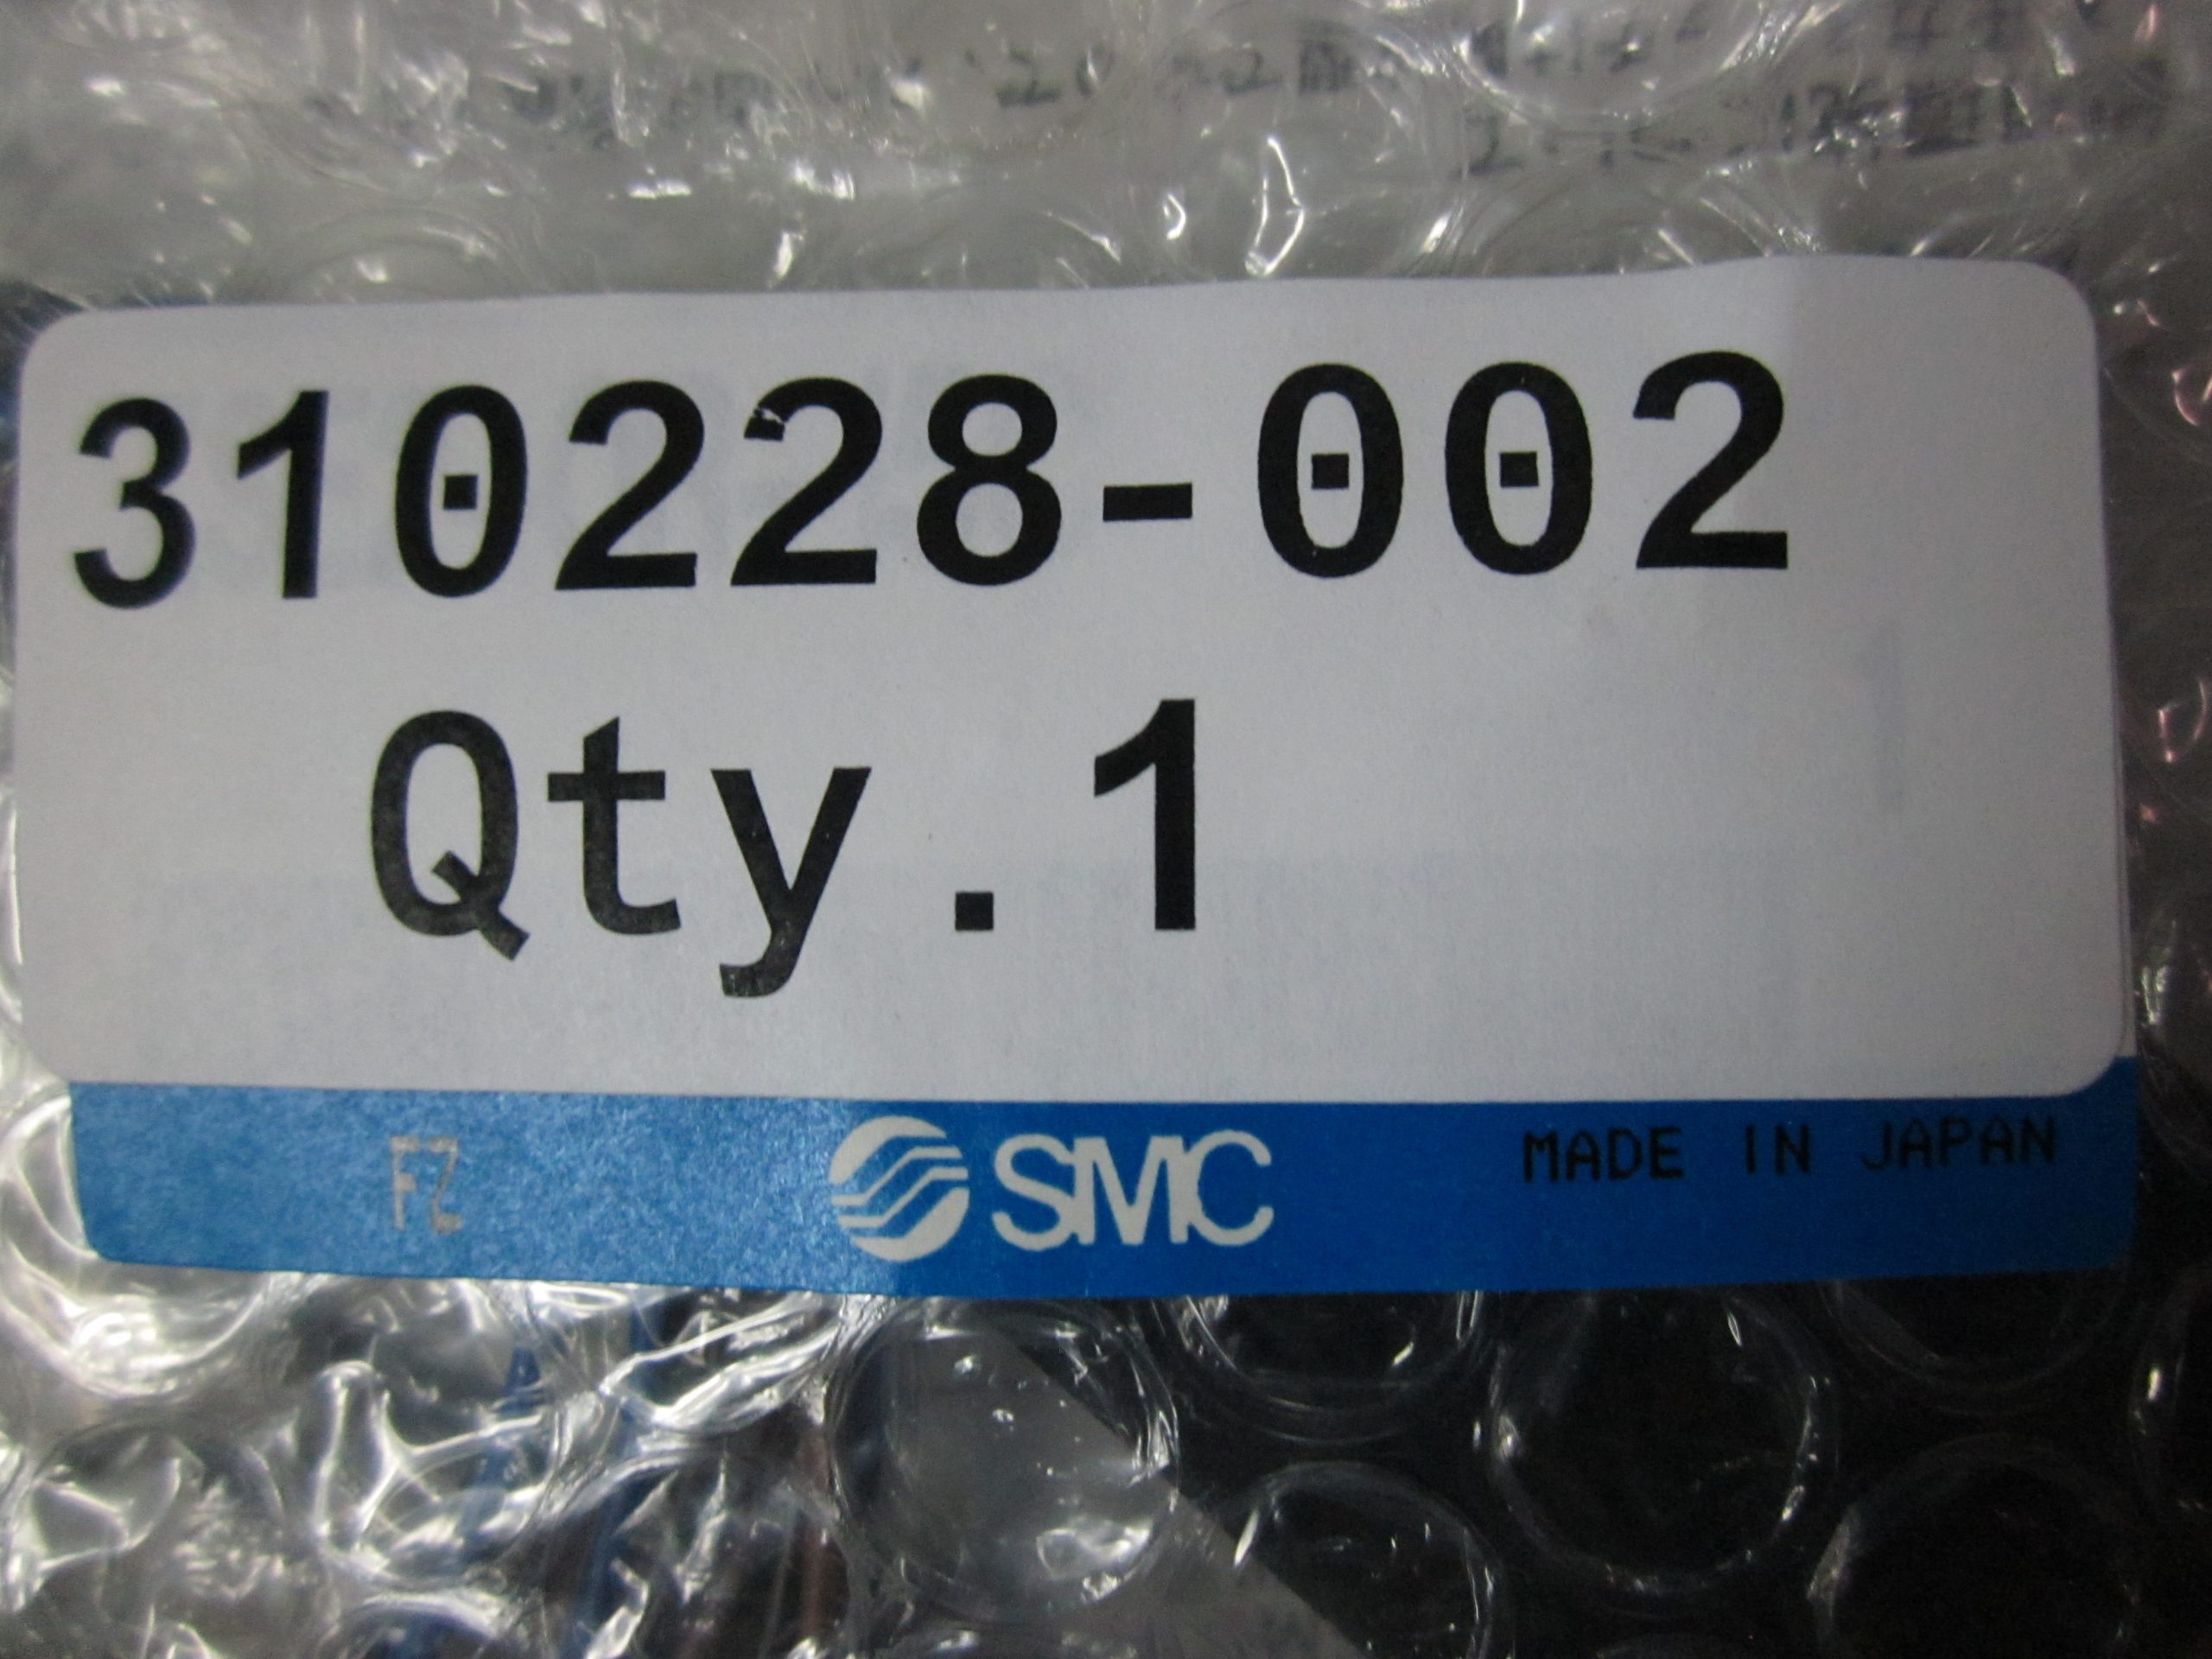 310228-002
Qty.1
FZ SMC MADE IN JAPAN